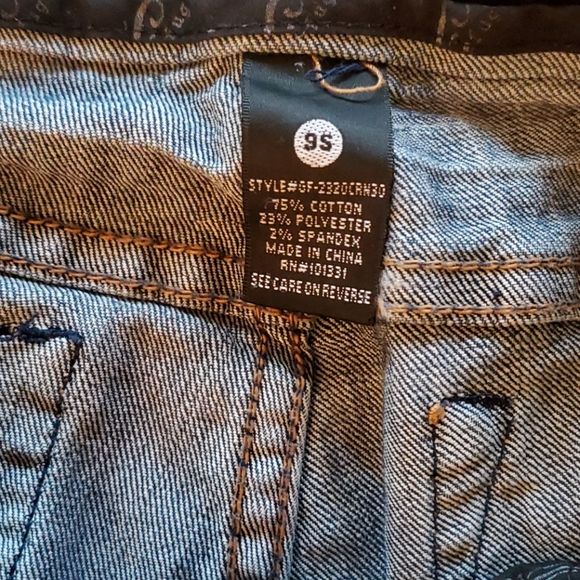 9S
STYLE#GF-2320CRN30
75% COTTON
23% POLYESTER
2% SPANDEX
MADE IN CHINA
RN#101331
SEE CARE ON REVERSE